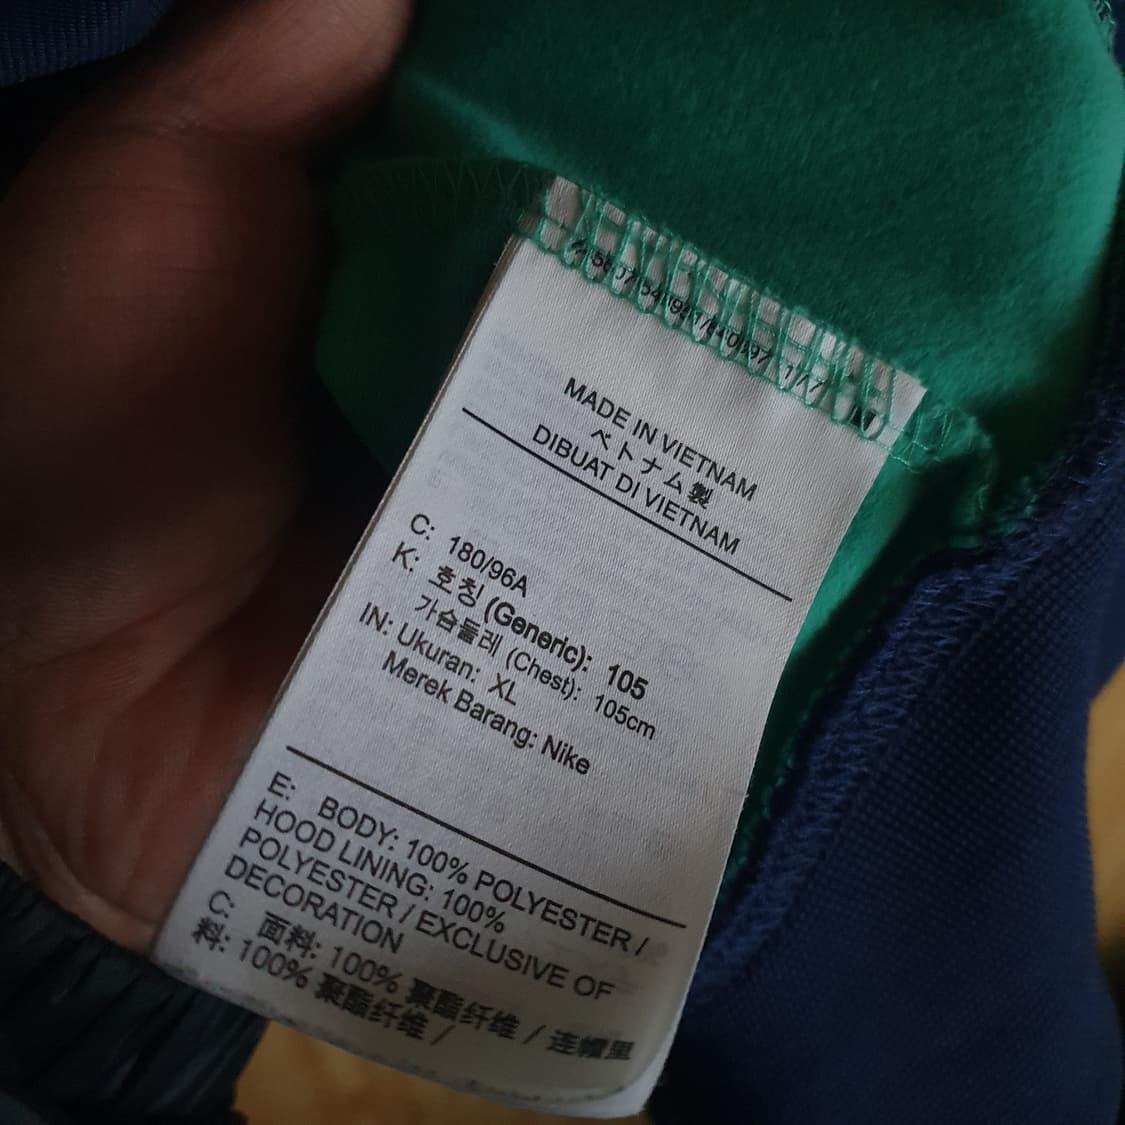 MADE IN VIETNAM
ベトナム製
DIBUAT DI VIETNAM
C: 180/96A
K: 호칭 (Generic): 105
가슴둘레 (Chest): 105cm
IN: Ukuran: XL
Merek Barang: Nike
E: BODY: 100% POLYESTER /
HOOD LINING: 100%
POLYESTER / EXCLUSIVE OF
DECORATION
C: 面料: 100% 聚酯纤维 / 连帽里
料: 100% 聚酯纤维 /